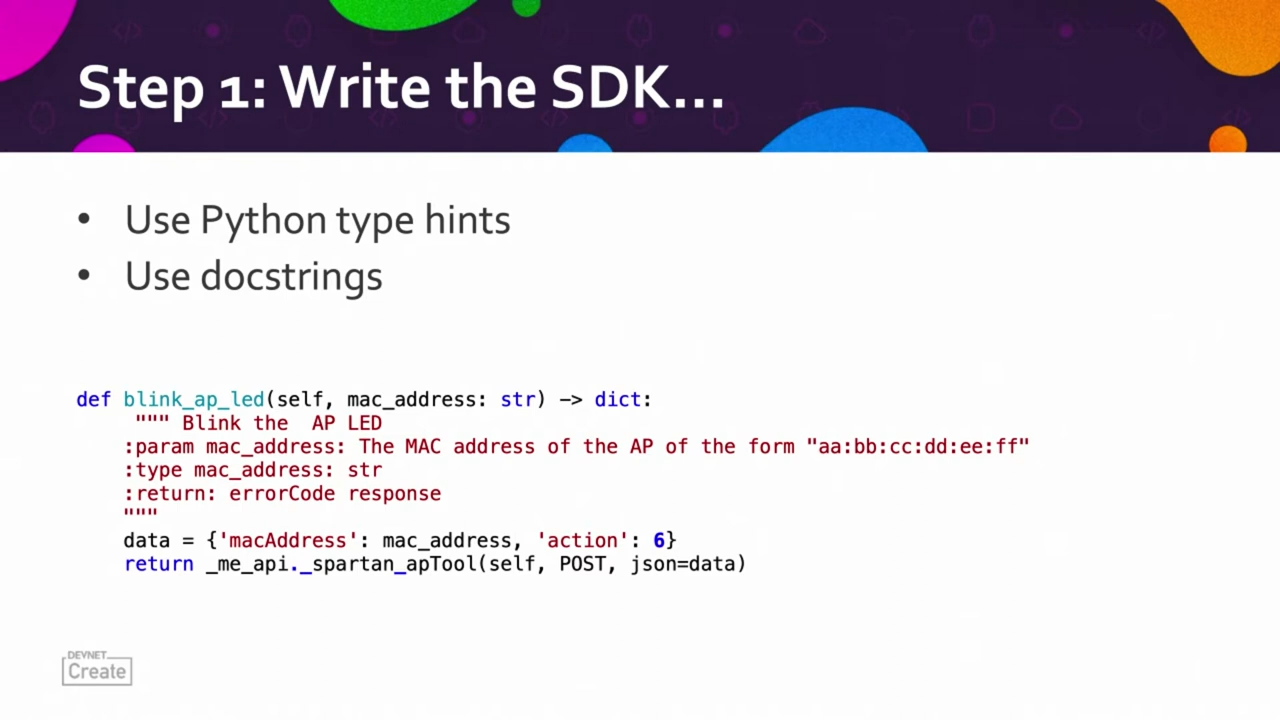 Step 1: Write the SDK...
• Use Python type hints
• Use docstrings
def blink_ap_led(self, mac_address: str) -> dict:
""" Blink the  AP LED
:param mac_address: The MAC address of the AP of the form "aa:bb:cc:dd:ee:ff"
:type mac_address: str
:return: errorCode response
"""
data = {'macAddress': mac_address, 'action': 6}
return _me_api._spartan_apTool(self, POST, json=data)
DEVNET
Create